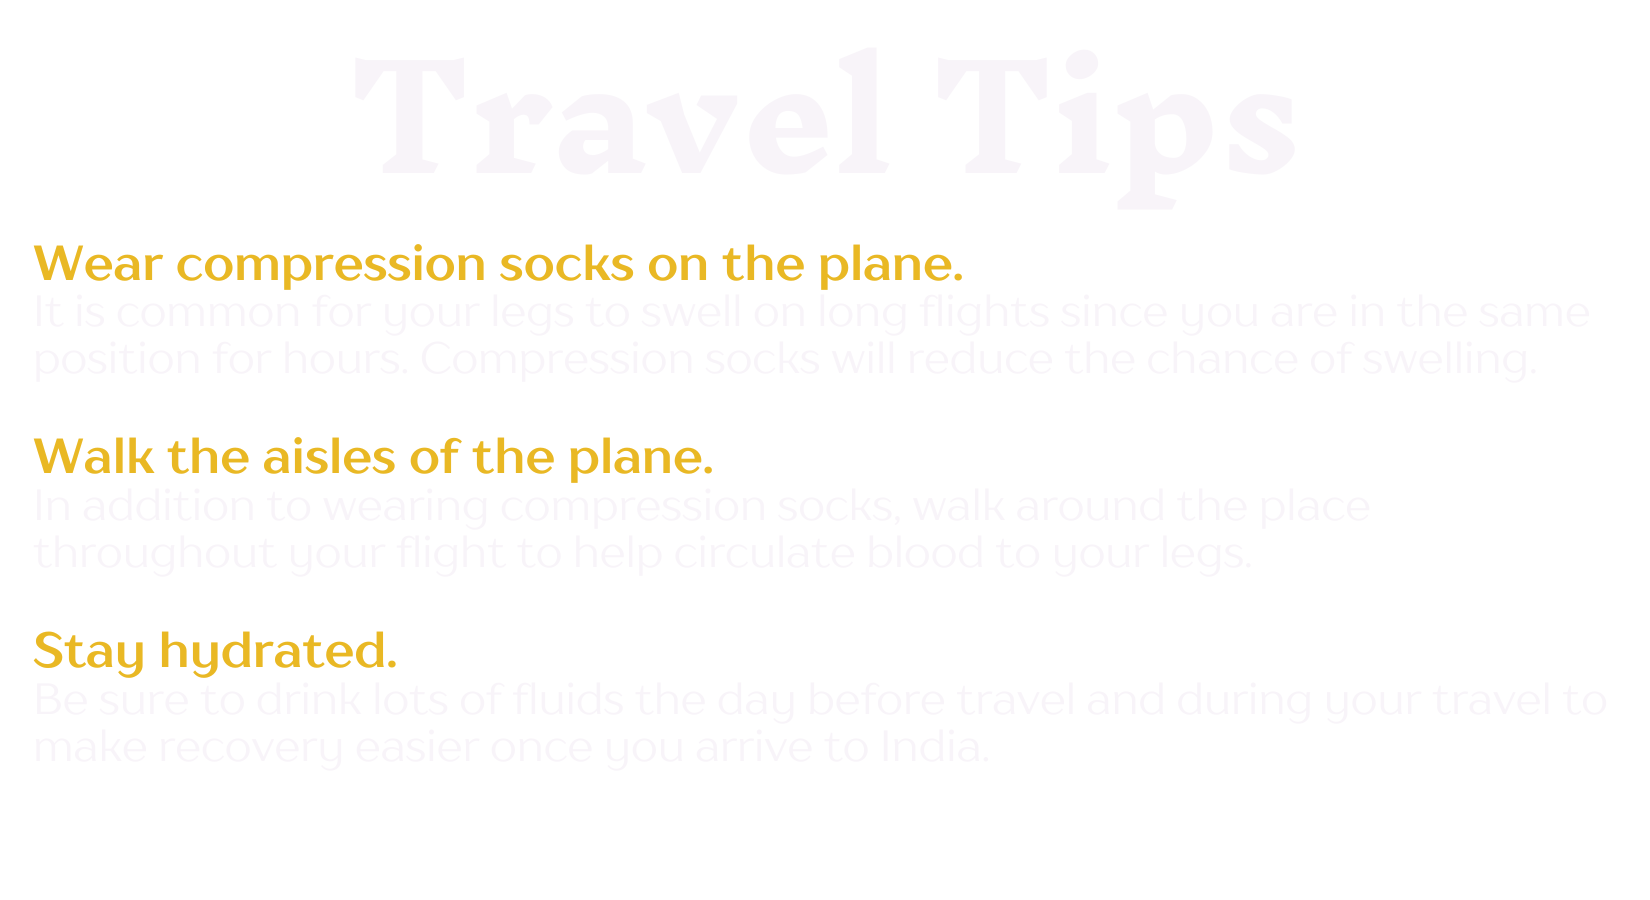 Travel Tips
Wear compression socks on the plane.
It is common for your legs to swell on long flights since you are in the same
position for hours. Compression socks will reduce the chance of swelling.
Walk the aisles of the plane.
In addition to wearing compression socks, walk around the place
throughout your flight to help circulate blood to your legs.
Stay hydrated.
Be sure to drink lots of fluids the day before travel and during your travel to
make recovery easier once you arrive to India.